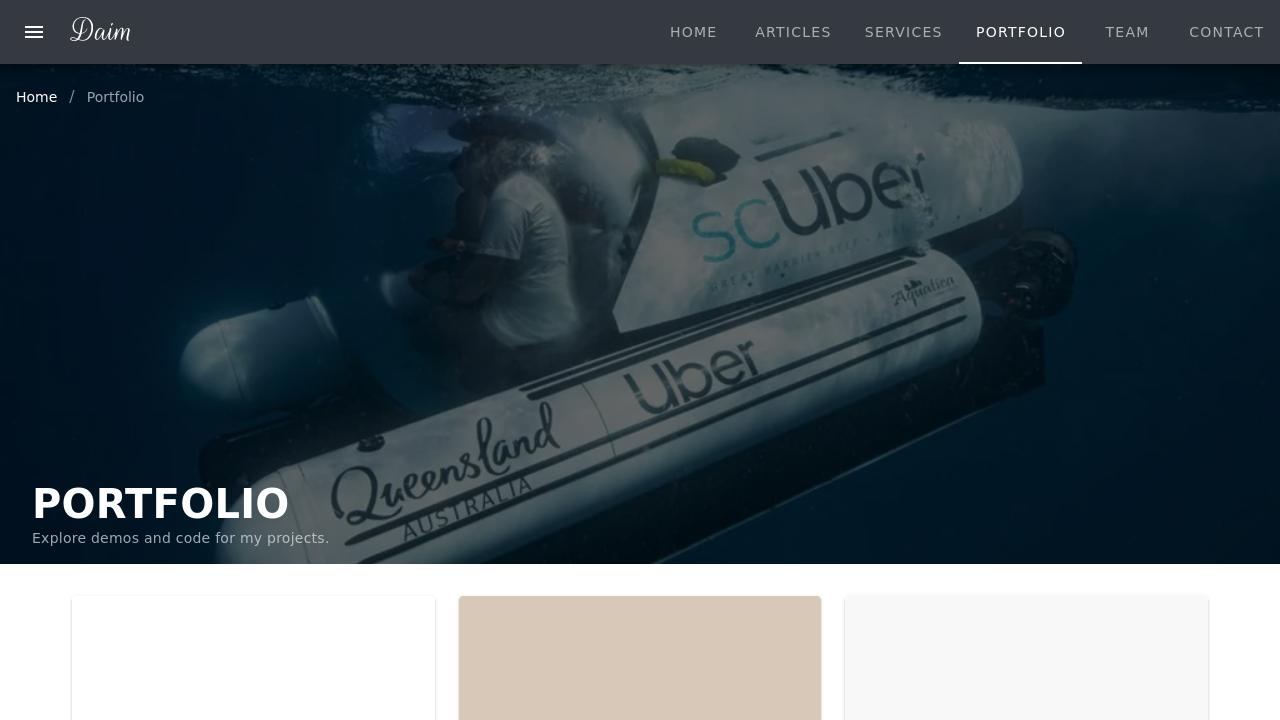 Daim
HOME ARTICLES SERVICES PORTFOLIO TEAM CONTACT
Home / Portfolio
scUber
GREAT BARRIER REEF
Aquatica
Uber
Queensland
AUSTRALIA
PORTFOLIO
Explore demos and code for my projects.